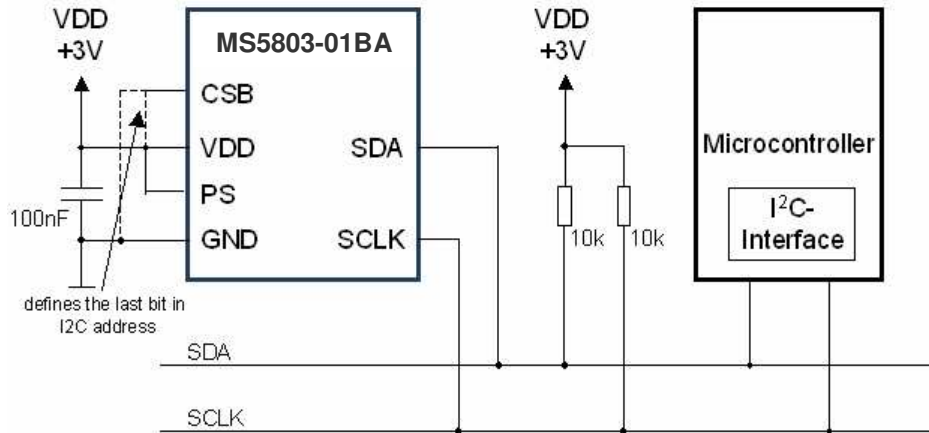 VDD
+3V
MS5803-01BA
CSB
VDD
PS
GND
SDA
SCLK
100nF
defines the last bit in
I2C address
VDD
+3V
10k
10k
Microcontroller
I²C-
Interface
SDA
SCLK